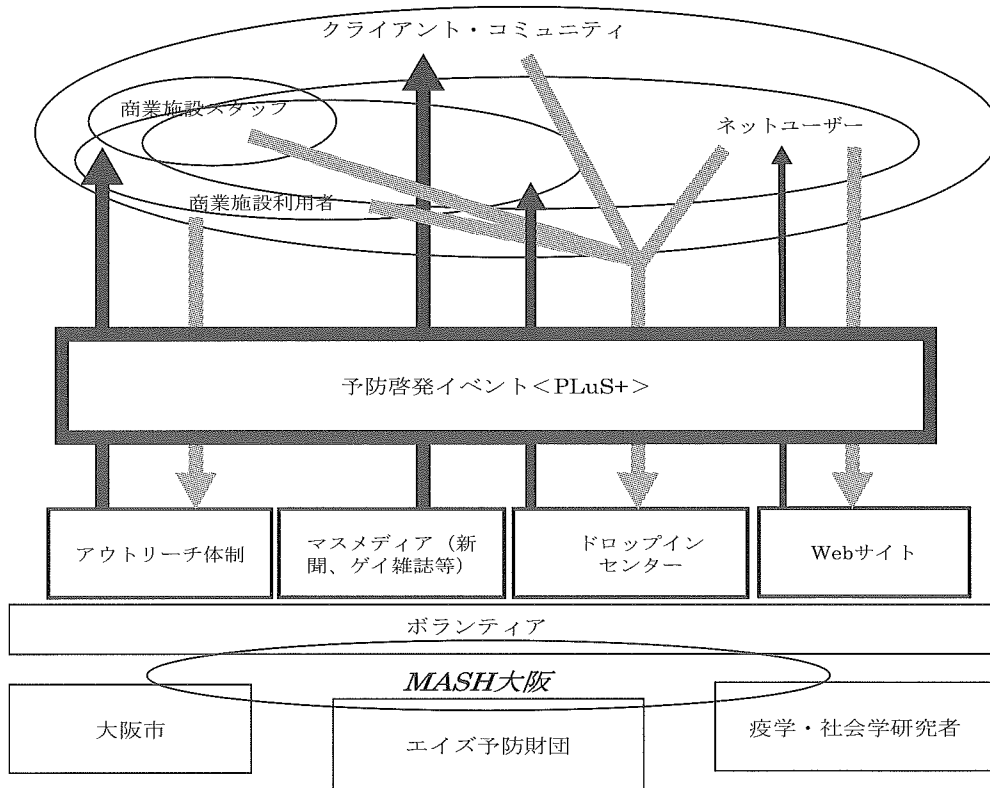 クライアント・コミュニティ
商業施設スタッフ
ネットユーザー
商業施設利用者
予防啓発イベント＜PLuS+＞
アウトリーチ体制
マスメディア（新
聞、ゲイ雑誌等）
ドロップイン
センター
Webサイト
ボランティア
MASH大阪
大阪市
エイズ予防財団
疫学・社会学研究者